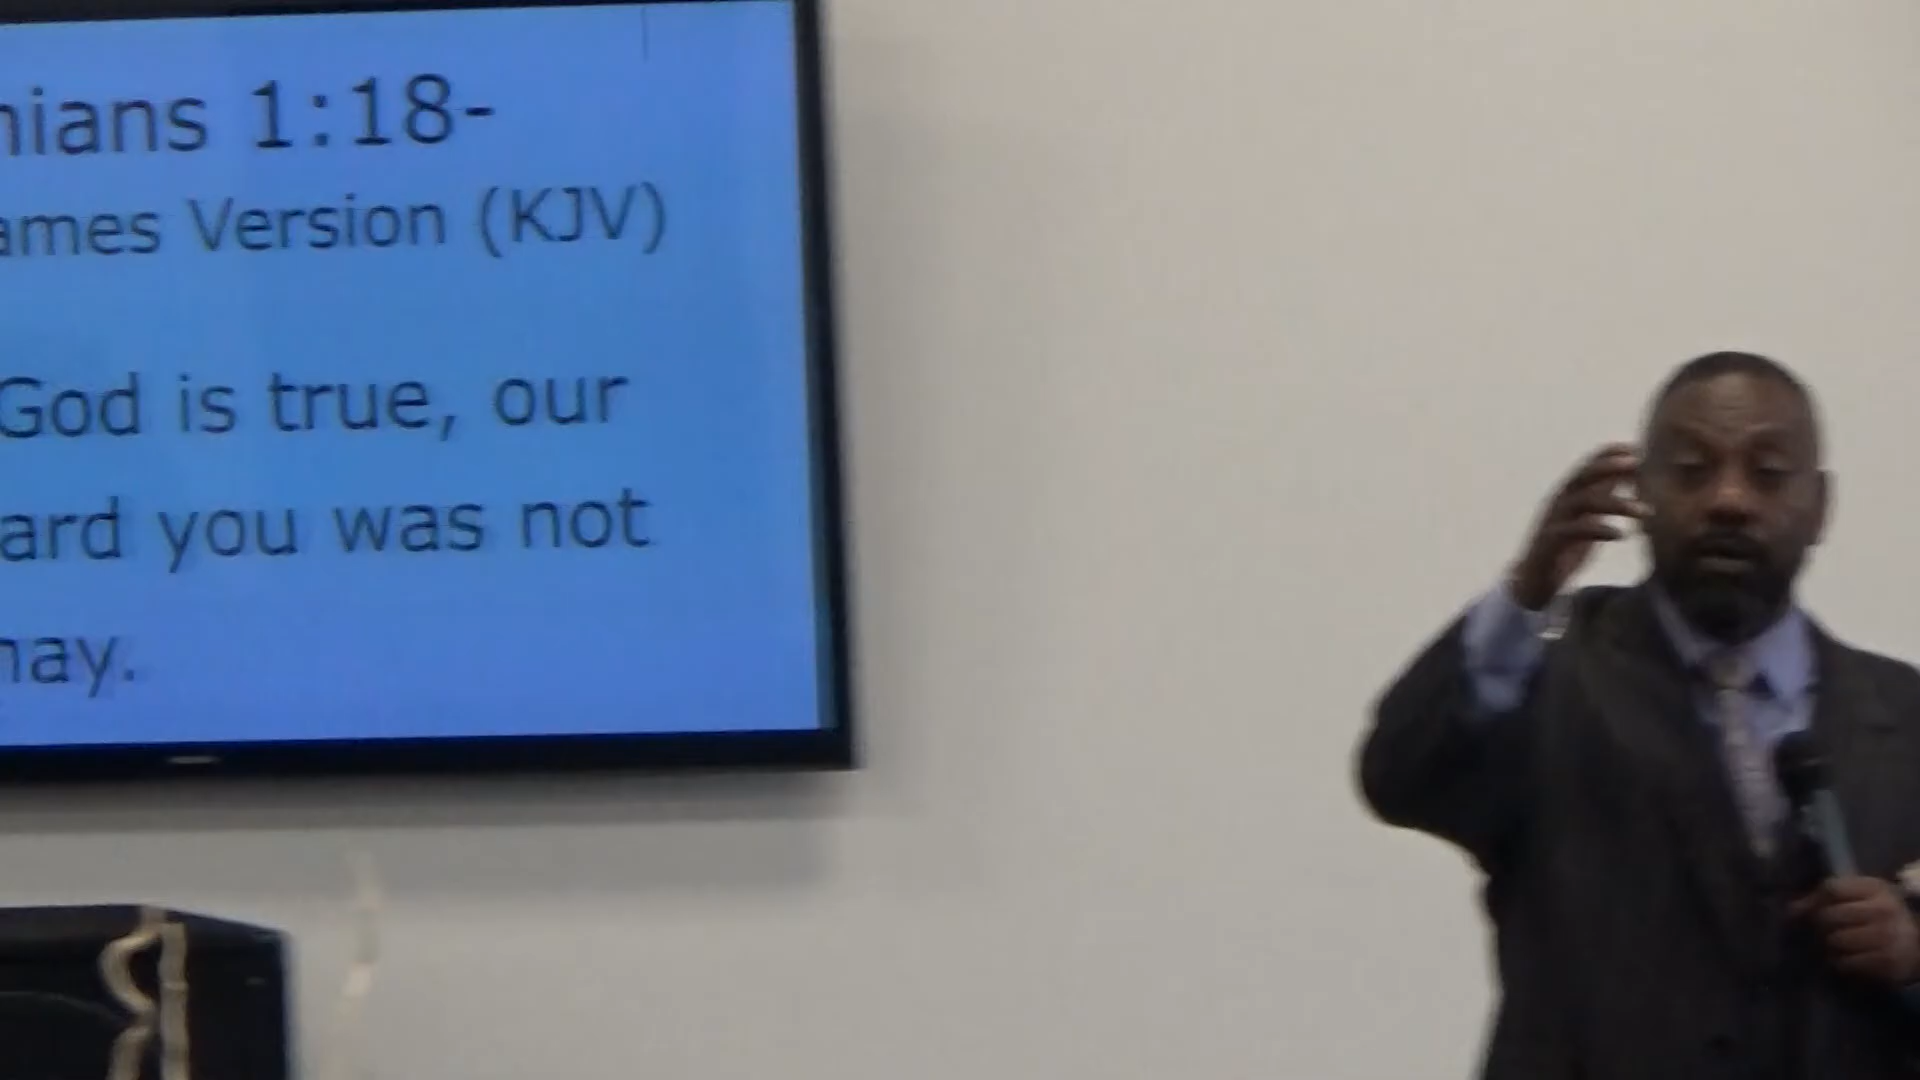 nians 1:18-
ames Version (KJV)
God is true, our
ard you was not
nay.